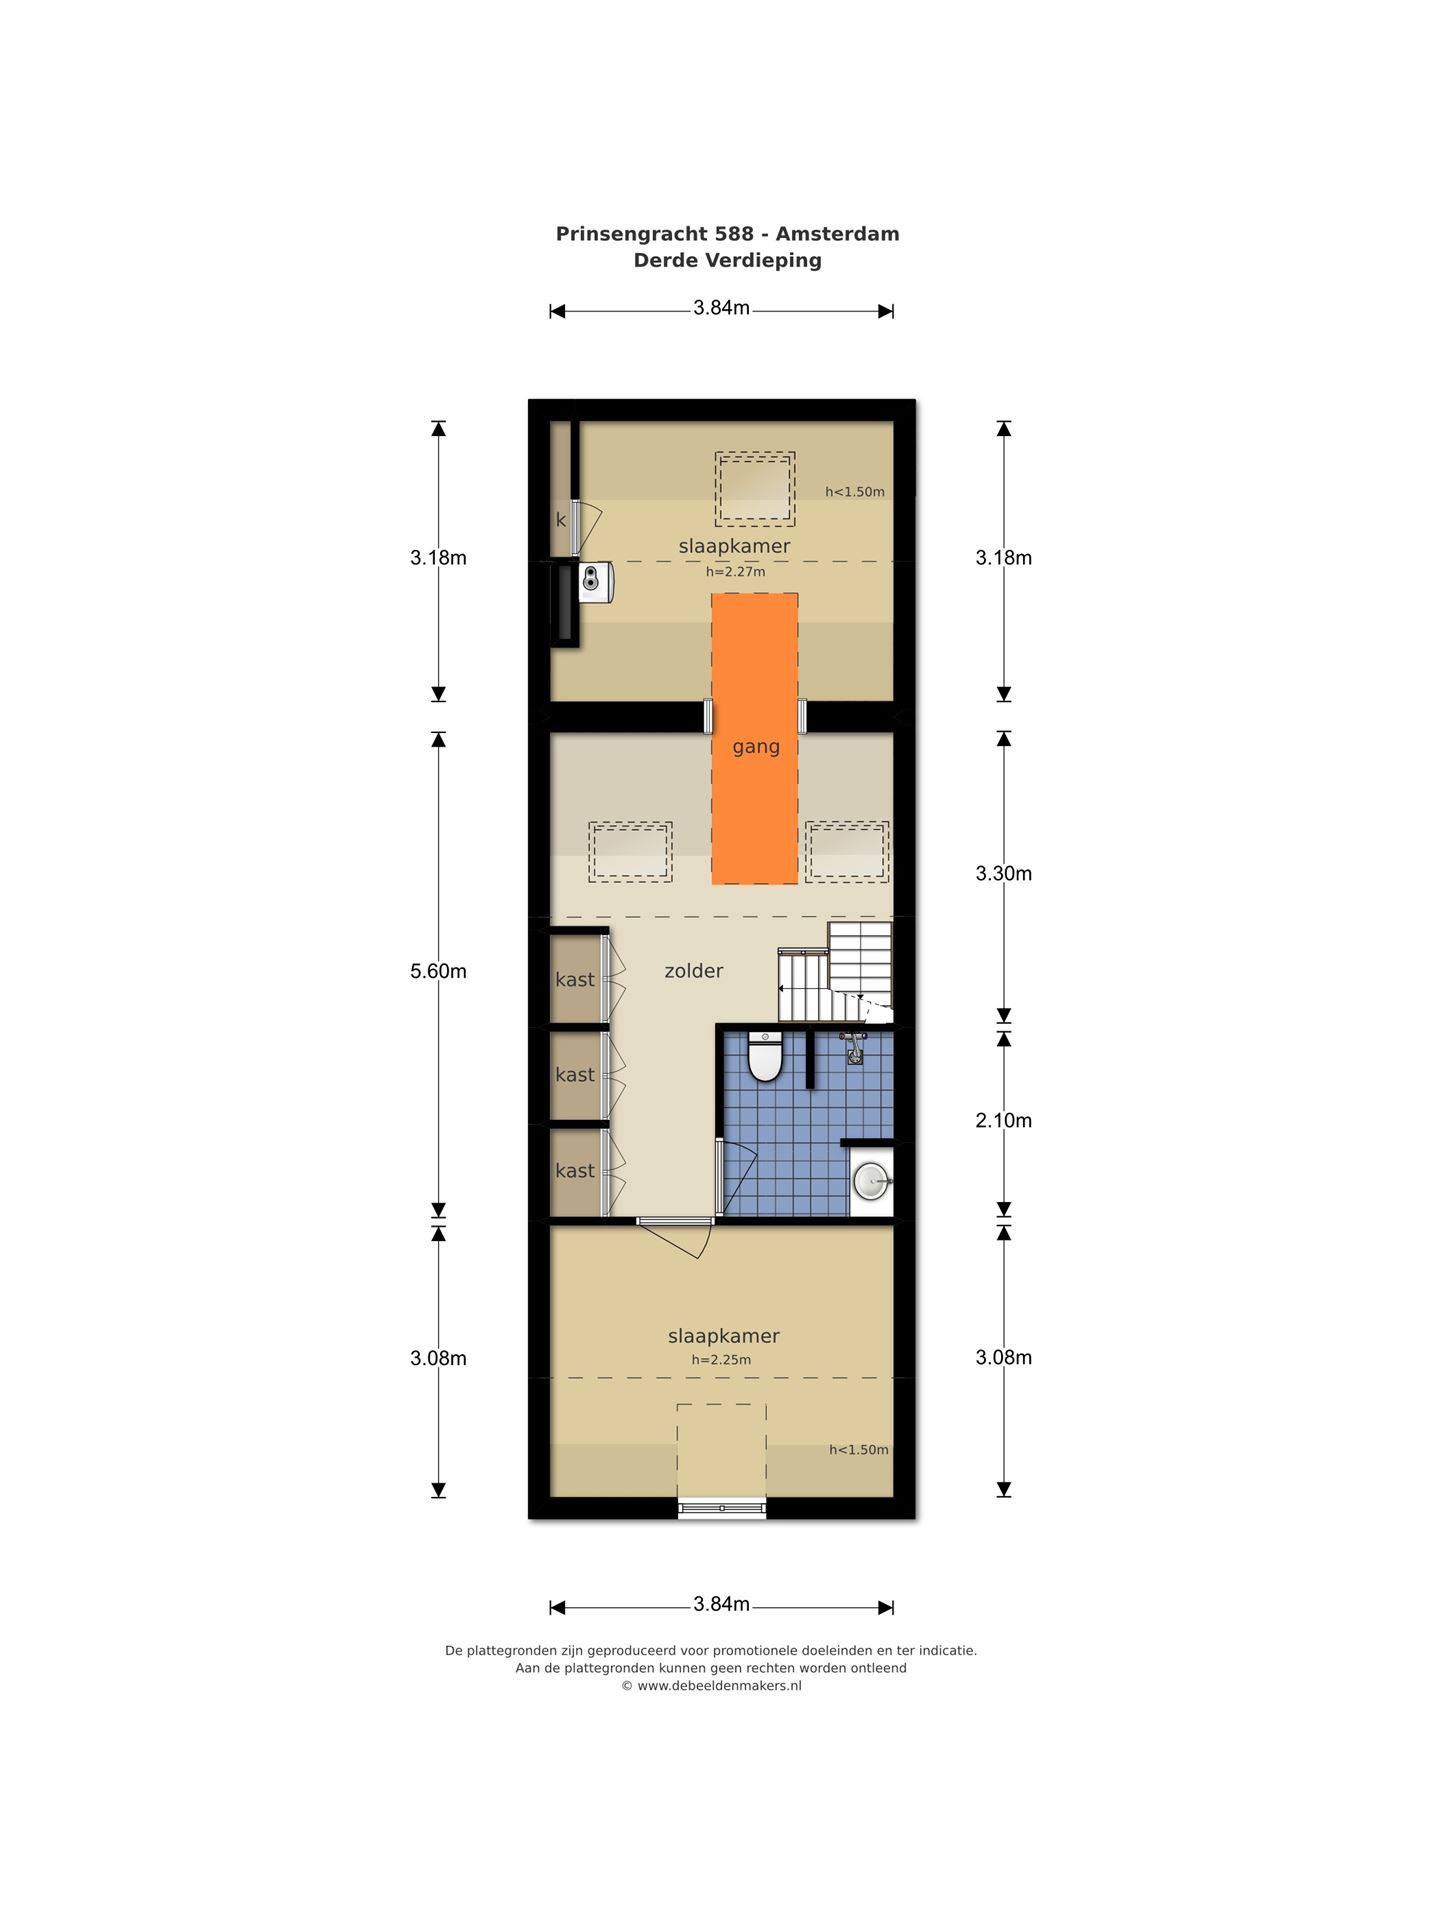 Prinsengracht 588 - Amsterdam
Derde Verdieping
3.84m
h<1.50m
k
slaapkamer
3.18m
3.18m
h=2.27m
gang
3.30m
zolder
5.60m
kast
kast
2.10m
kast
slaapkamer
3.08m
3.08m
h=2.25m
h<1.50m
3.84m
De plattegronden zijn geproduceerd voor promotionele doeleinden en ter indicatie.
Aan de plattegronden kunnen geen rechten worden ontleend
© www.debeeldenmakers.nl